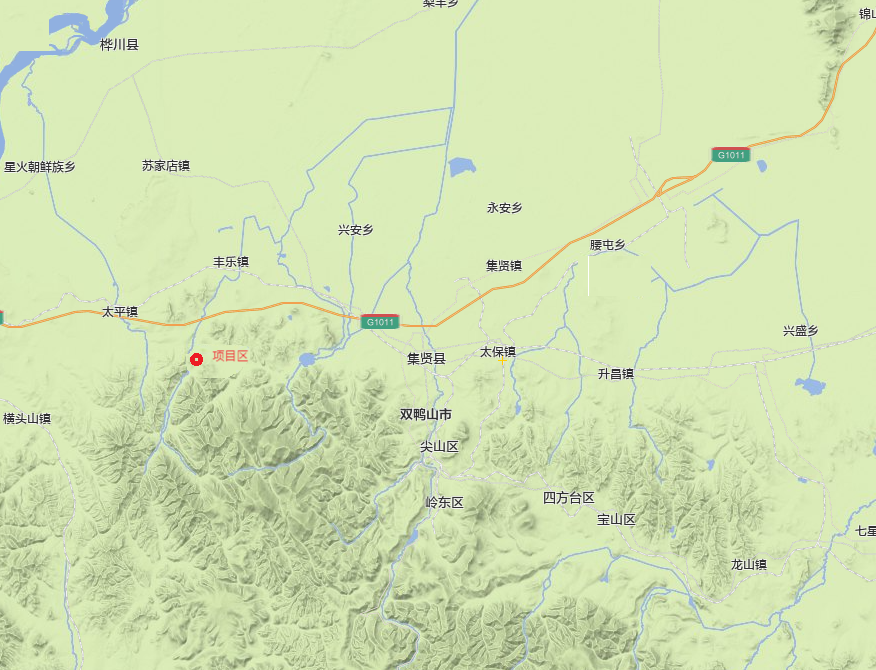 桦川县
星火朝鲜族乡
苏家店镇
永安乡
兴安乡
G1011
腰屯乡
丰乐镇
集贤镇
太平镇
G1011
兴盛乡
项目区
集贤县
太保镇
升昌镇
横头山镇
双鸭山市
尖山区
岭东区
四方台区
宝山区
七星
龙山镇